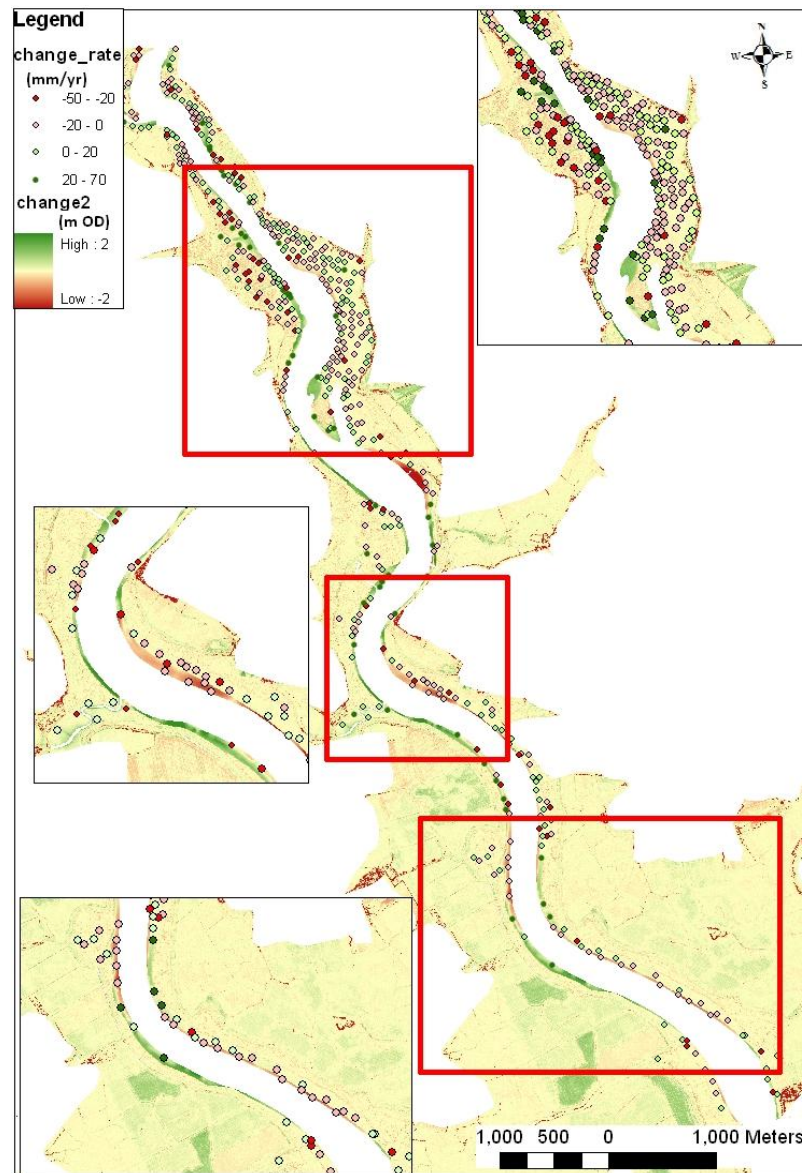 Legend
change_rate
(mm/yr)
-50 - -20
-20 - 0
0 - 20
20 - 70
change2
(m OD)
High : 2
Low : -2
N
W E
S
1,000 500 0 1,000 Meters